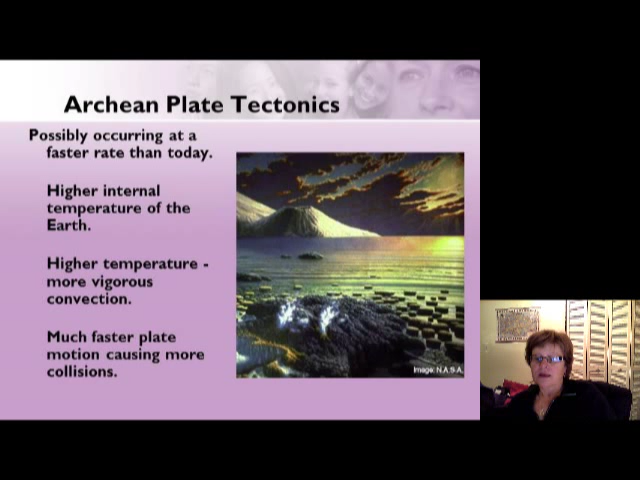 Archean Plate Tectonics
Possibly occurring at a
faster rate than today.
Higher internal
temperature of the
Earth.
Higher temperature -
more vigorous
convection.
Much faster plate
motion causing more
collisions.
Image: N.A.S.A.